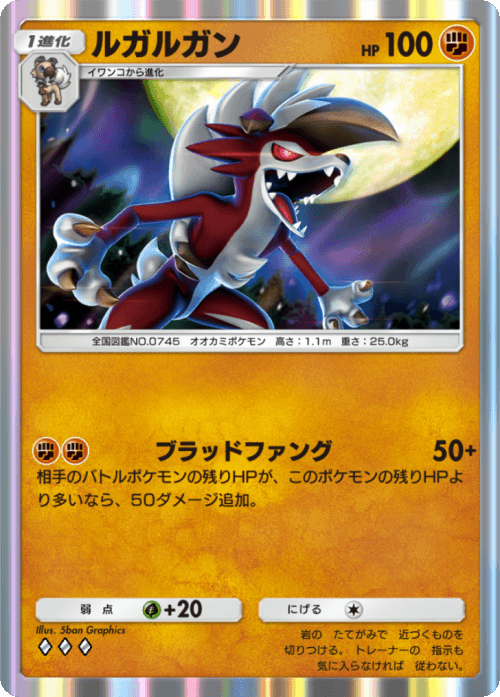 1進化 ルガルガン HP 100
イワンコから進化
全国図鑑NO.0745 オオカミポケモン 高さ：1.1m 重さ：25.0kg
ブラッドファング 50+
相手のバトルポケモンの残りHPが、このポケモンの残りHPよ
り多いなら、50ダメージ追加。
弱点 +20 にげる
Illus. 5ban Graphics
岩の たてがみで 近づくものを
切りつける。 トレーナーの 指示も
気に入らなければ 従わない。